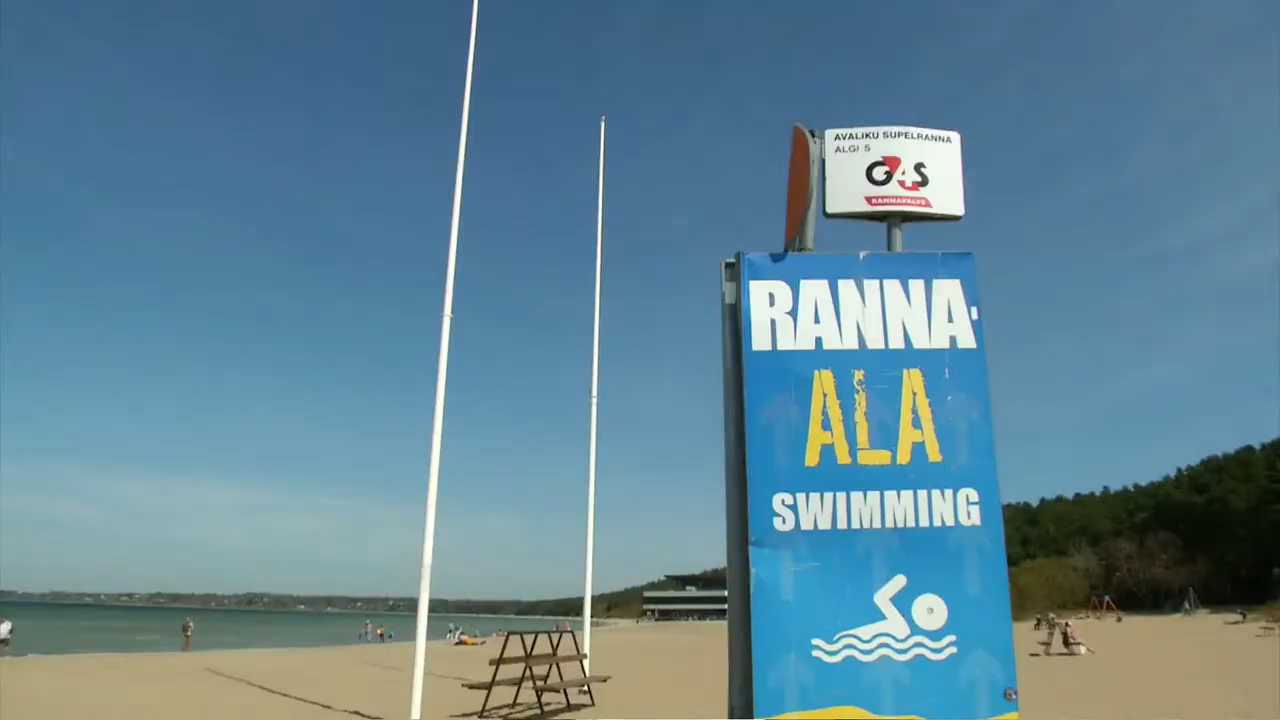 AVALIKU SUPELRANNA
ALGUS
G4S
RANNAVALVE
RANNA-
ALA
SWIMMING